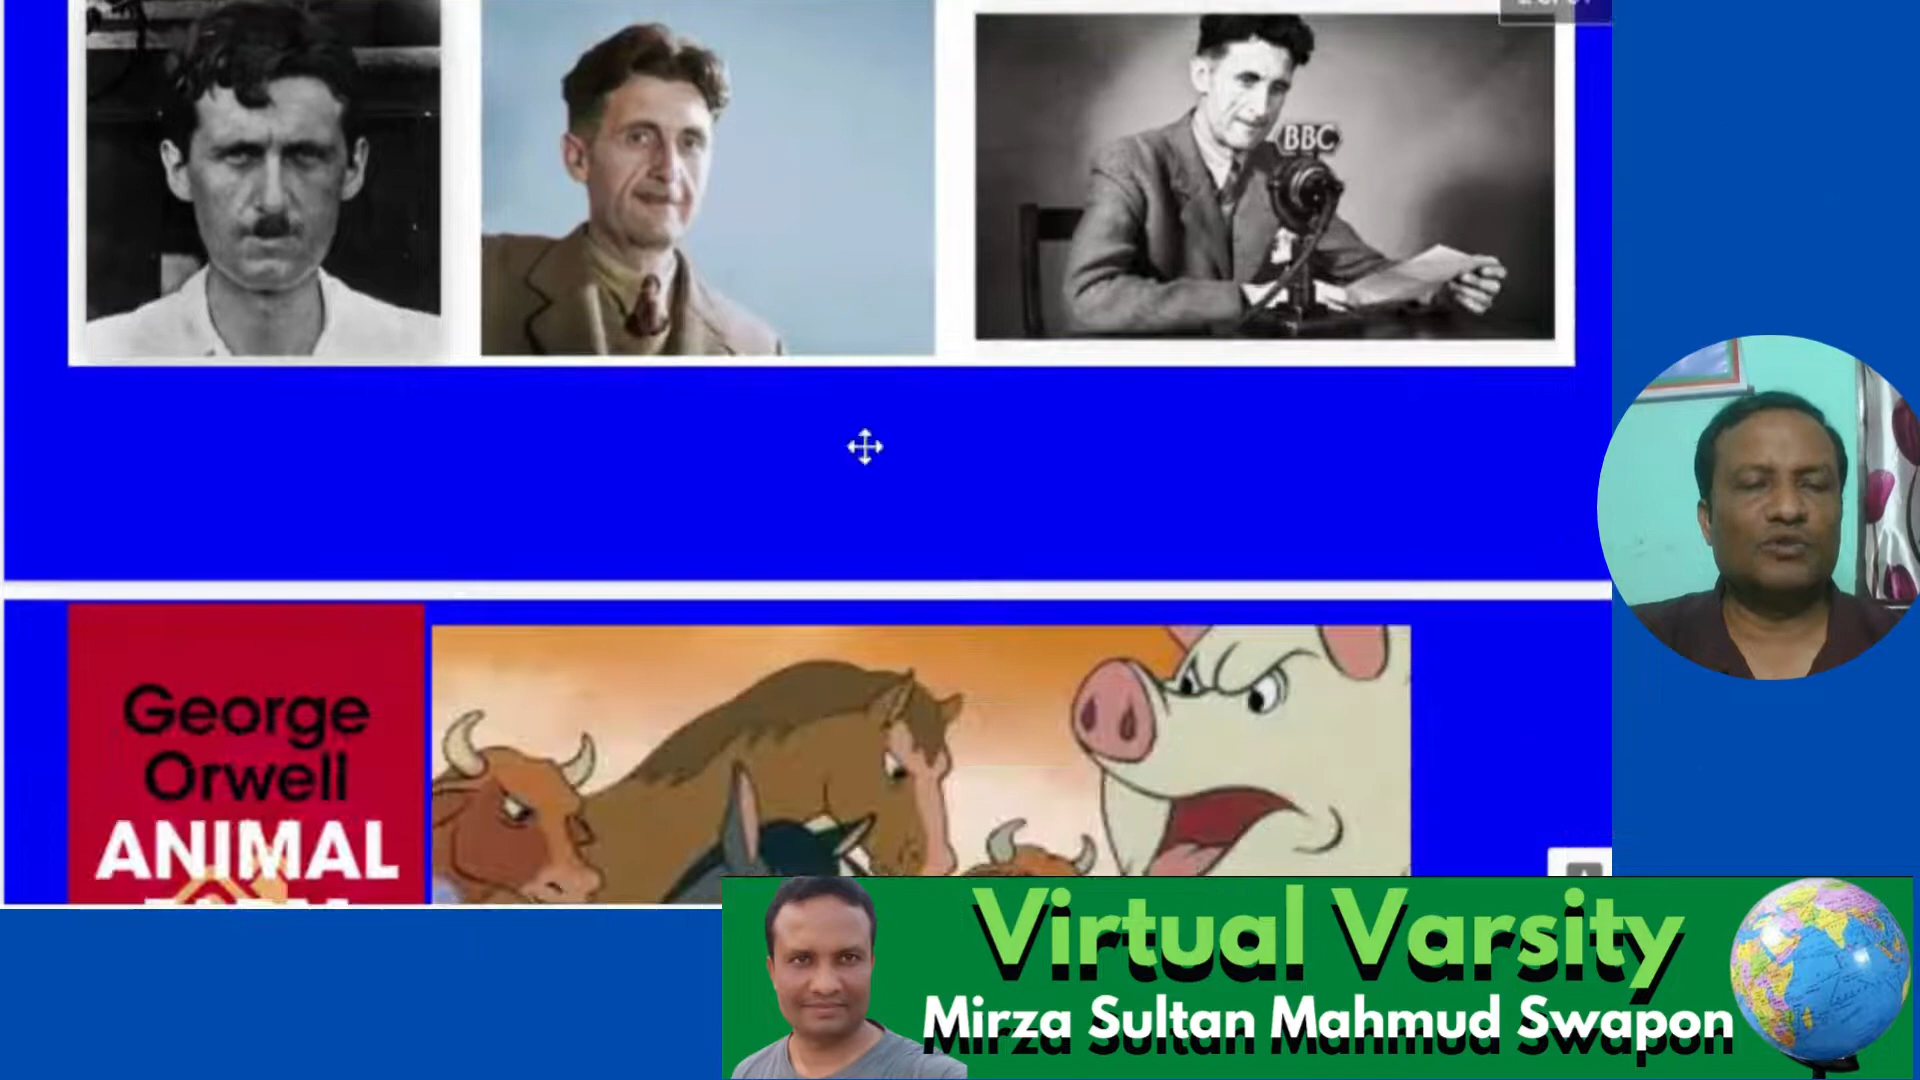 BBC
George
Orwell
ANIMAL
Virtual Varsity
Mirza Sultan Mahmud Swapon